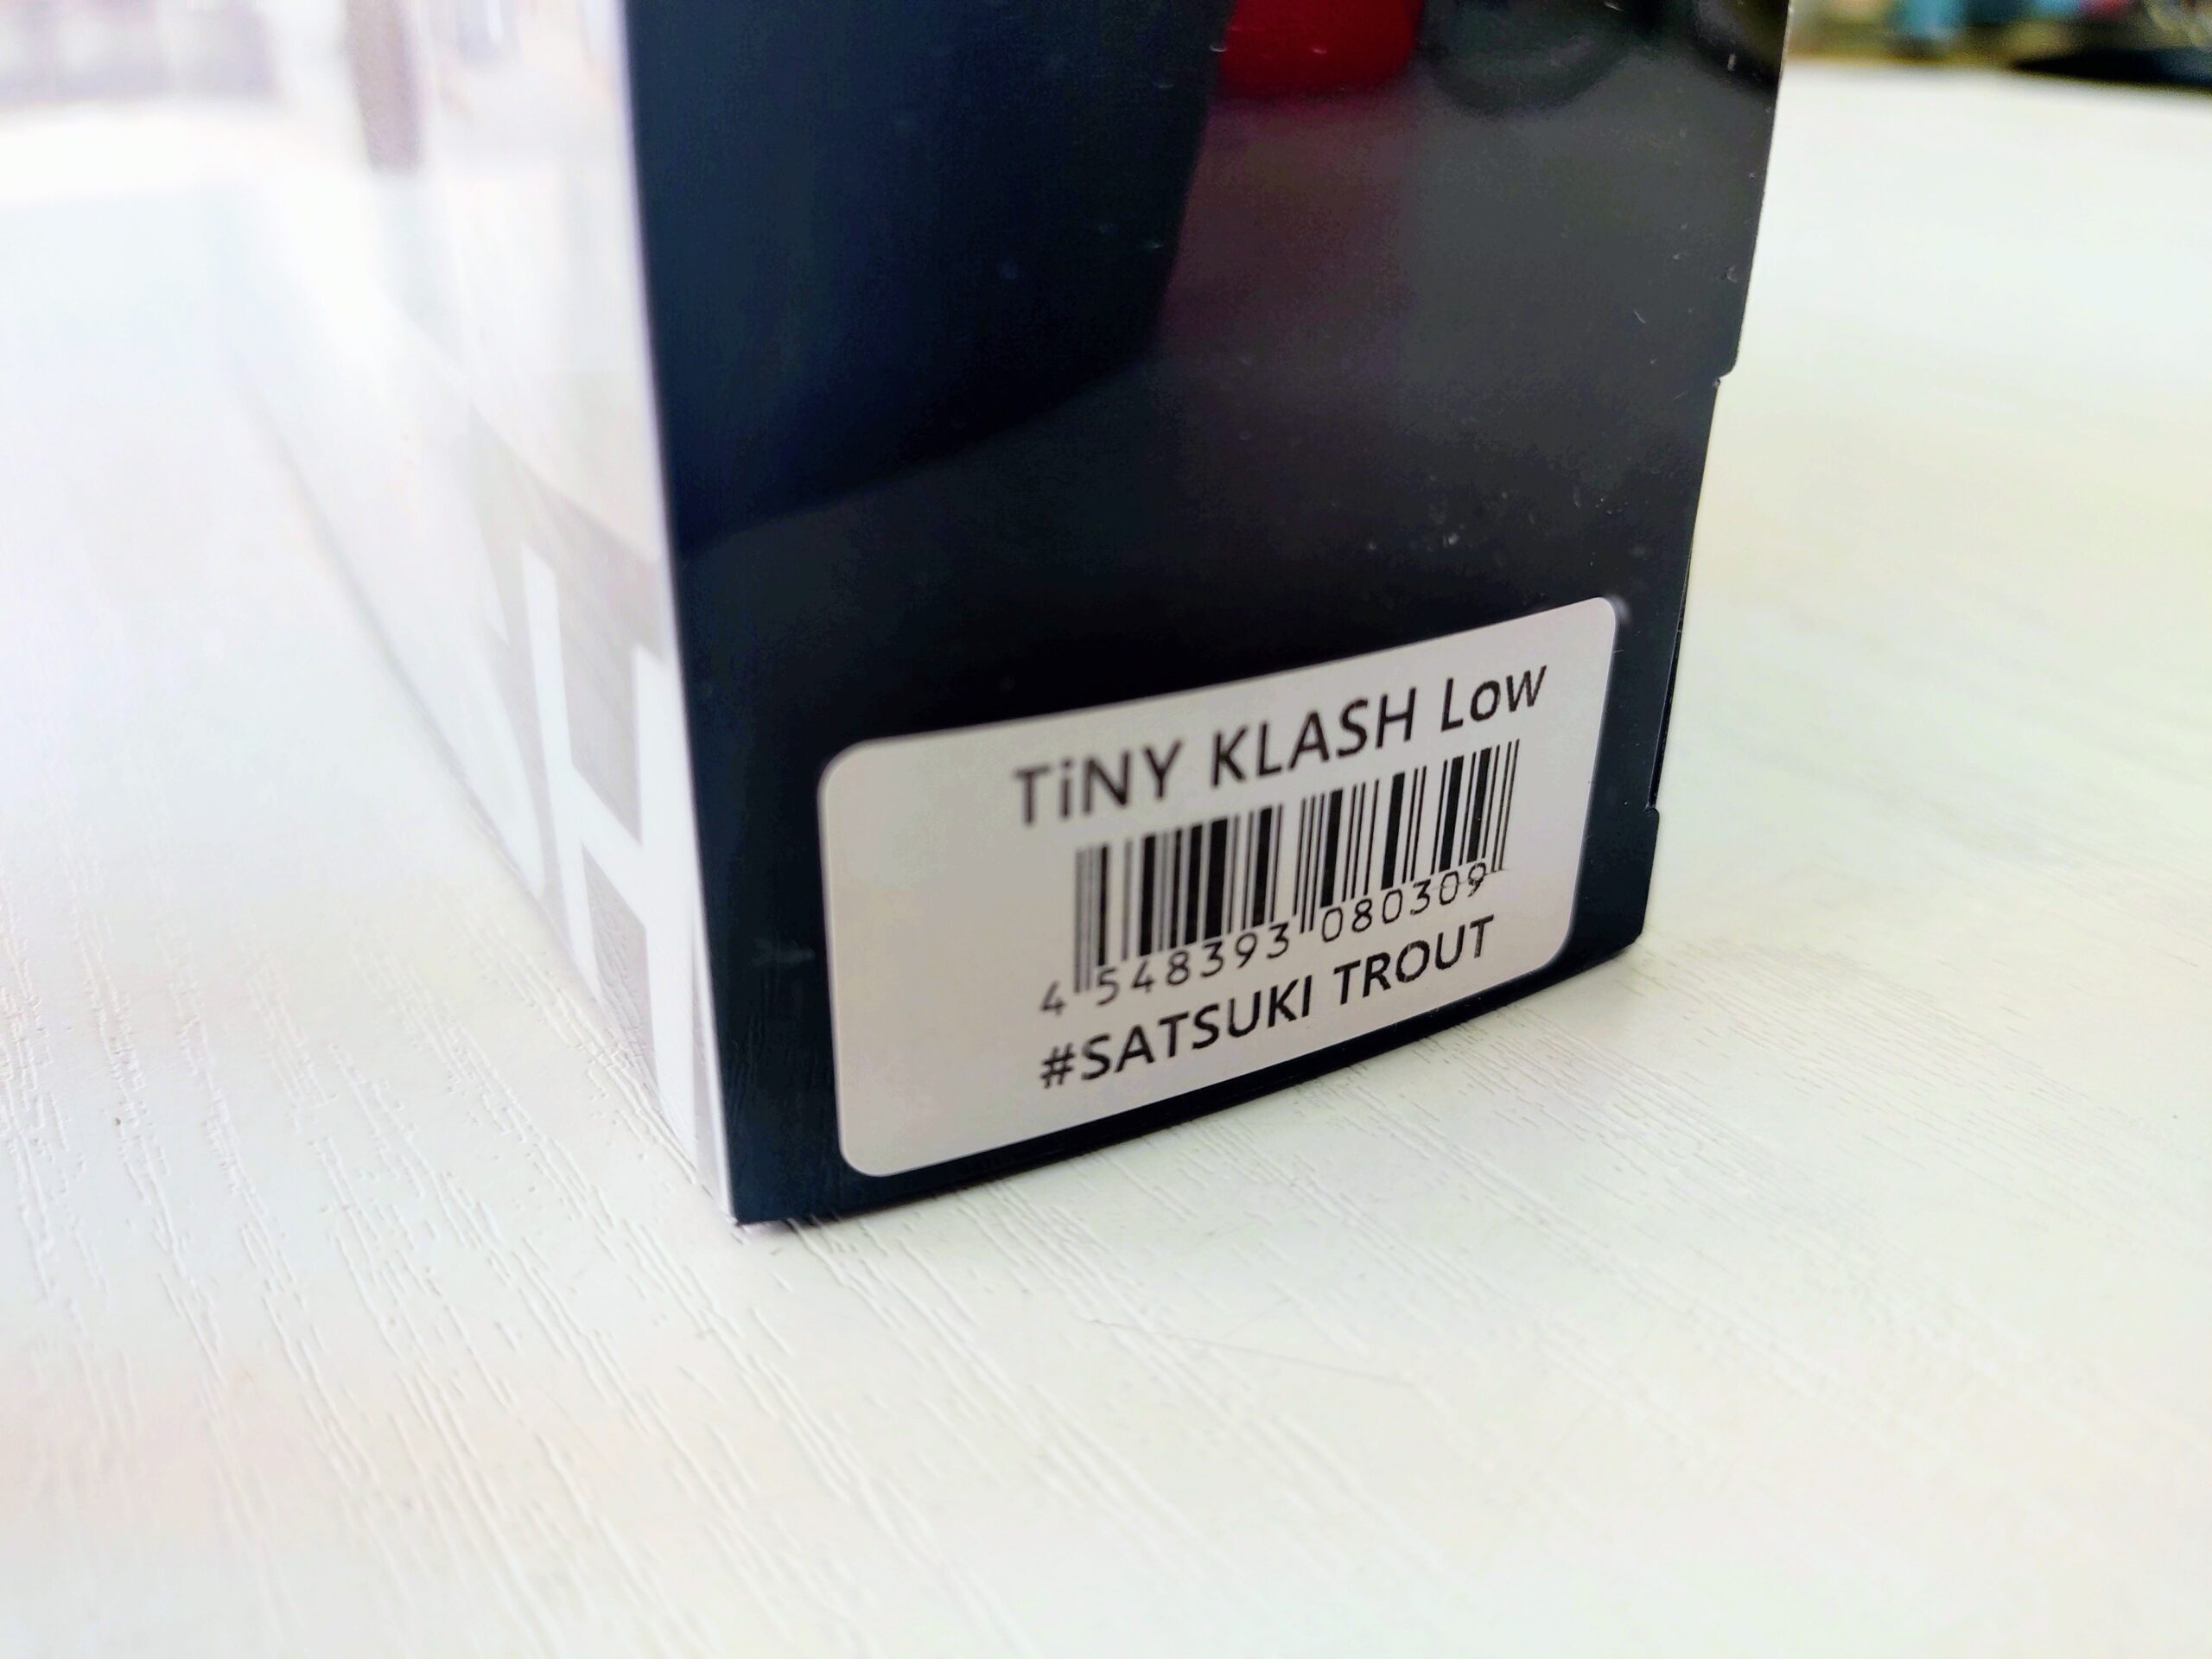 TiNY KLASH Low
4 548393 080309
#SATSUKI TROUT